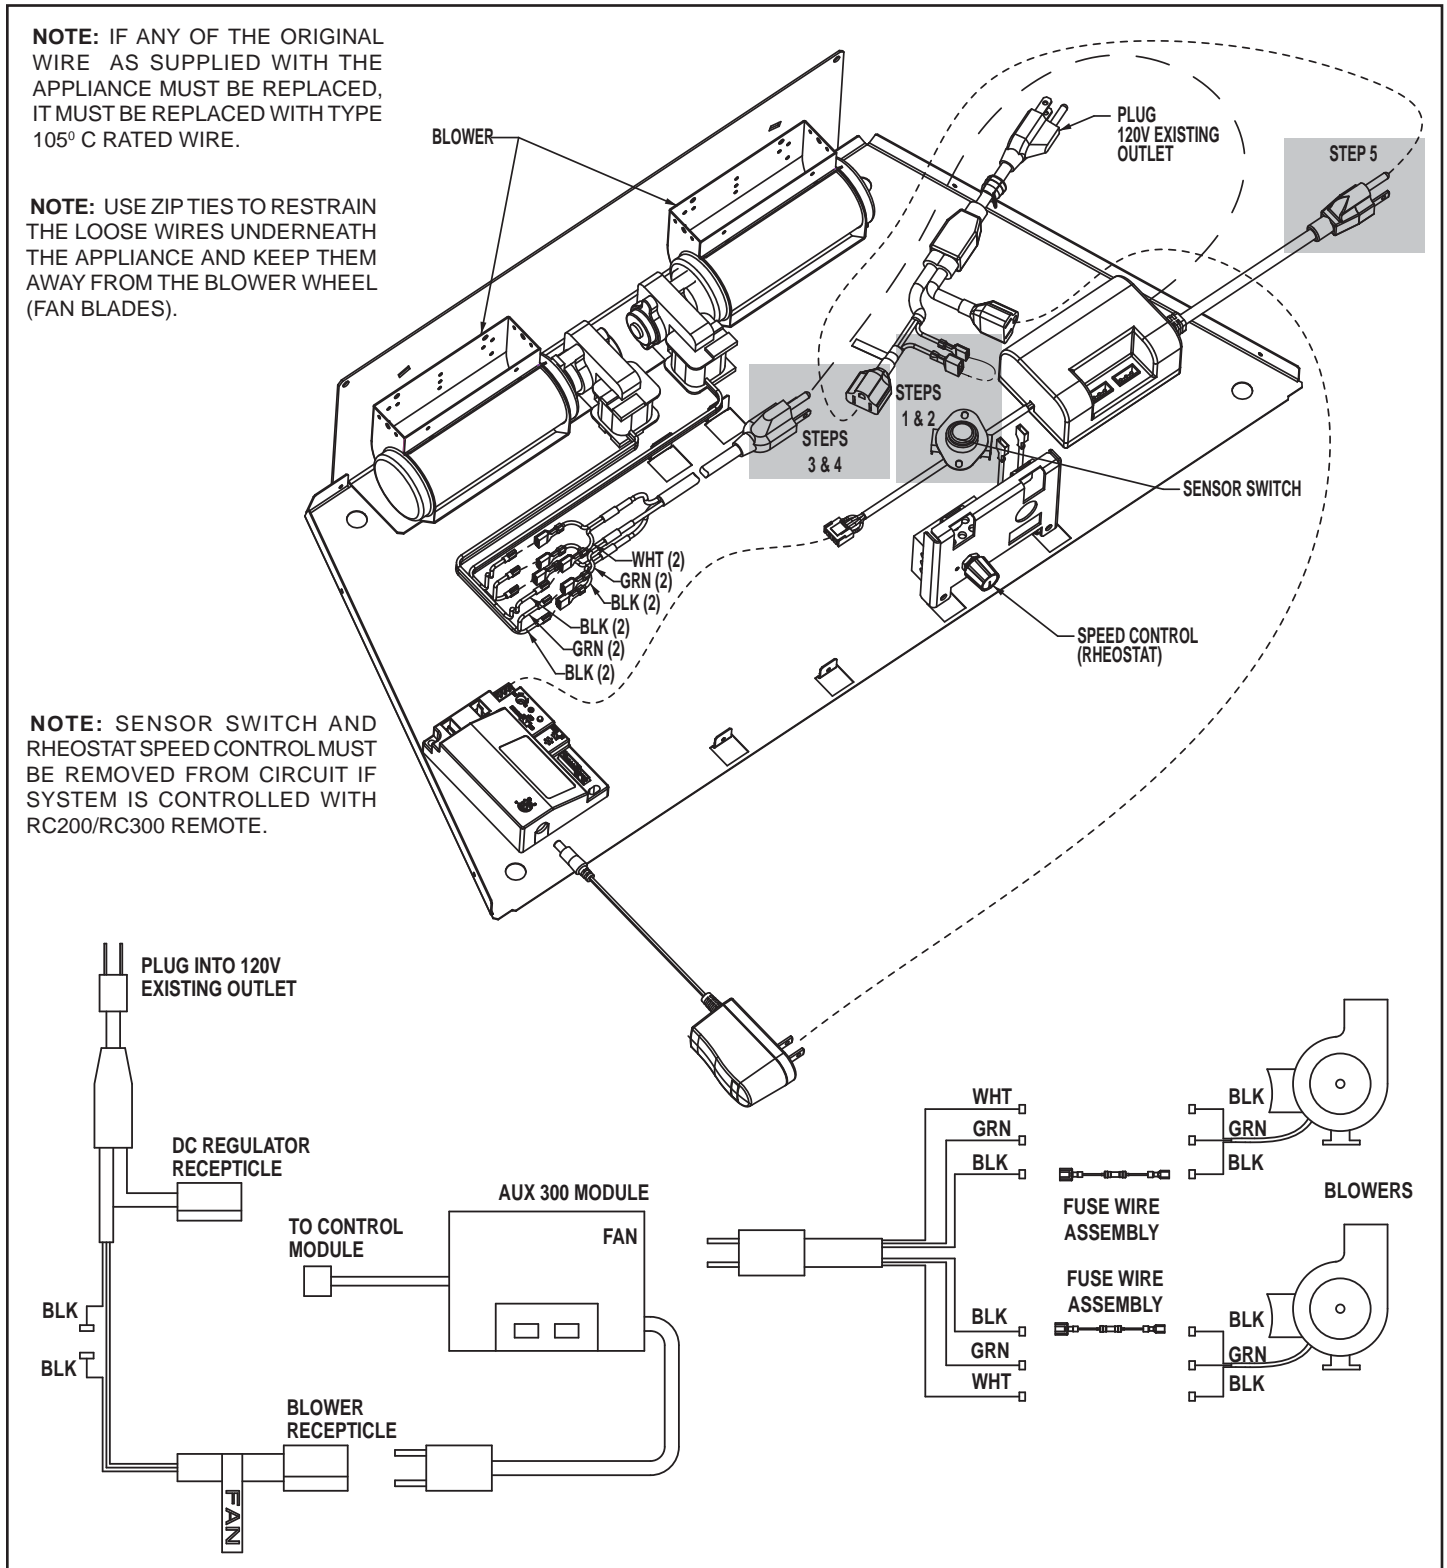 NOTE: IF ANY OF THE ORIGINAL
WIRE AS SUPPLIED WITH THE
APPLIANCE MUST BE REPLACED,
IT MUST BE REPLACED WITH TYPE
105⁰ C RATED WIRE.
NOTE: USE ZIP TIES TO RESTRAIN
THE LOOSE WIRES UNDERNEATH
THE APPLIANCE AND KEEP THEM
AWAY FROM THE BLOWER WHEEL
(FAN BLADES).
BLOWER
PLUG
120V EXISTING
OUTLET
STEP 5
STEPS
1 & 2
STEPS
3 & 4
SENSOR SWITCH
WHT (2)
GRN (2)
BLK (2)
BLK (2)
GRN (2)
BLK (2)
SPEED CONTROL
(RHEOSTAT)
NOTE: SENSOR SWITCH AND
RHEOSTAT SPEED CONTROL MUST
BE REMOVED FROM CIRCUIT IF
SYSTEM IS CONTROLLED WITH
RC200/RC300 REMOTE.
PLUG INTO 120V
EXISTING OUTLET
DC REGULATOR
RECEPTICLE
BLK
BLK
BLOWER
RECEPTICLE
FAN
TO CONTROL
MODULE
AUX 300 MODULE
FAN
WHT
GRN
BLK
FUSE WIRE
ASSEMBLY
BLK
GRN
BLK
BLOWERS
FUSE WIRE
ASSEMBLY
BLK
GRN
WHT
BLK
GRN
BLK